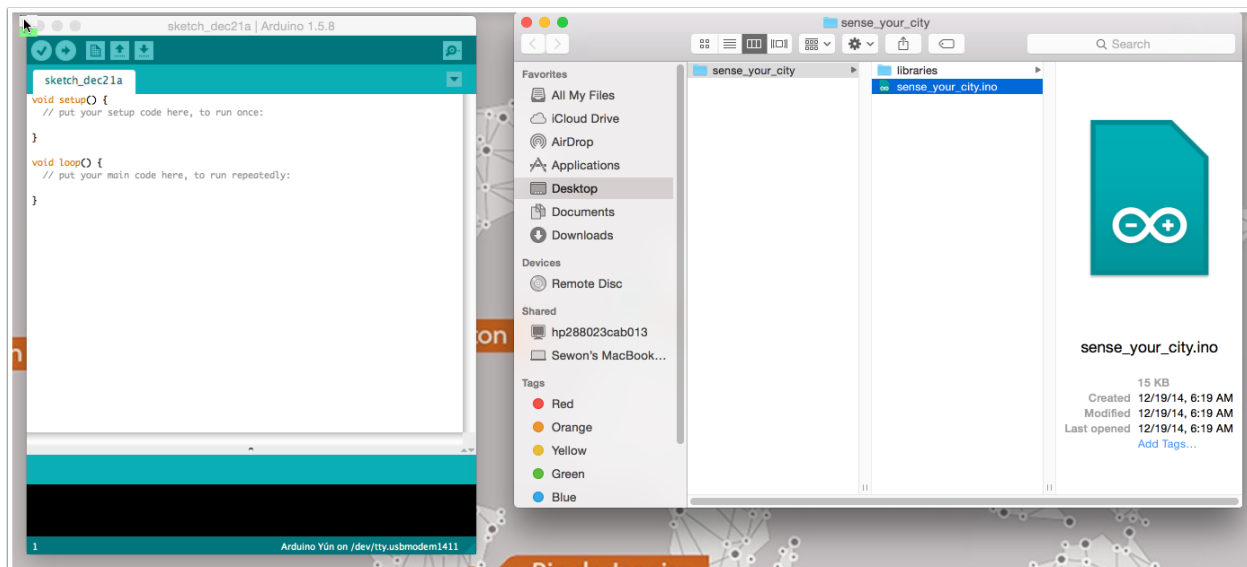 sketch_dec21a | Arduino 1.5.8
sketch_dec21a
void setup() {
// put your setup code here, to run once:
}
void loop() {
// put your main code here, to run repeatedly:
}
1
Arduino Yún on /dev/tty.usbmodem1411
sense_your_city
Search
Favorites
All My Files
iCloud Drive
AirDrop
Applications
Desktop
Documents
Downloads
Devices
Remote Disc
Shared
hp288023cab013
Sewon's MacBook...
Tags
Red
Orange
Yellow
Green
Blue
sense_your_city
libraries
sense_your_city.ino
sense_your_city.ino
15 KB
Created 12/19/14, 6:19 AM
Modified 12/19/14, 6:19 AM
Last opened 12/19/14, 6:19 AM
Add Tags...